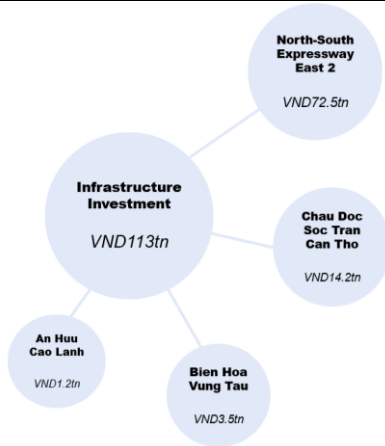 North-South
Expressway
East 2
VND72.5tn
Infrastructure
Investment
VND113tn
Chau Doc
Soc Tran
Can Tho
VND14.2tn
An Huu
Cao Lanh
VND1.2tn
Bien Hoa
Vung Tau
VND3.5tn